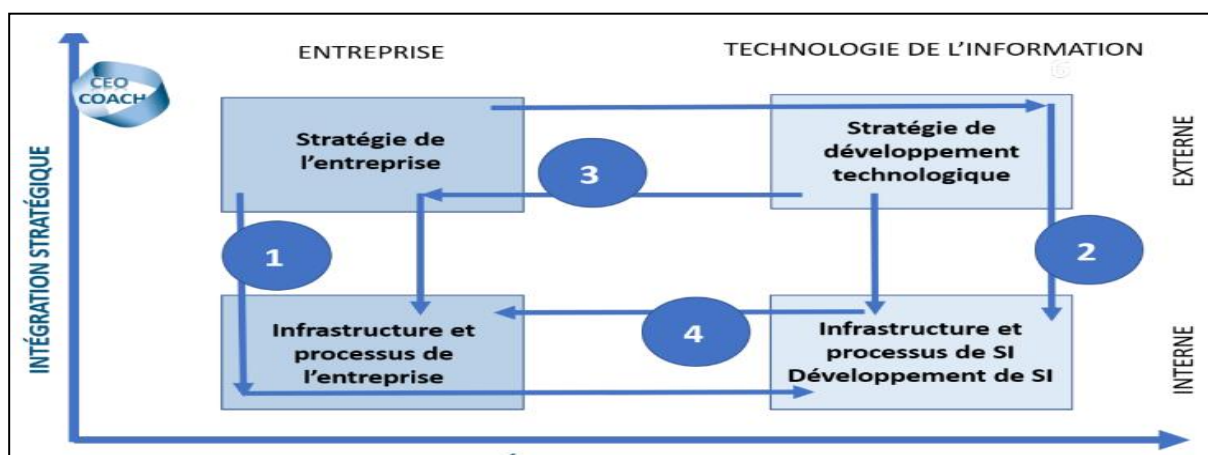 ENTREPRISE
TECHNOLOGIE DE L’INFORMATION
6
CEO
COACH
Stratégie de
l’entreprise
Stratégie de
développement
technologique
EXTERNE
3
INTÉGRATION STRATÉGIQUE
1
2
Infrastructure et
processus de
l’entreprise
4
Infrastructure et
processus de SI
Développement de SI
INTERNE